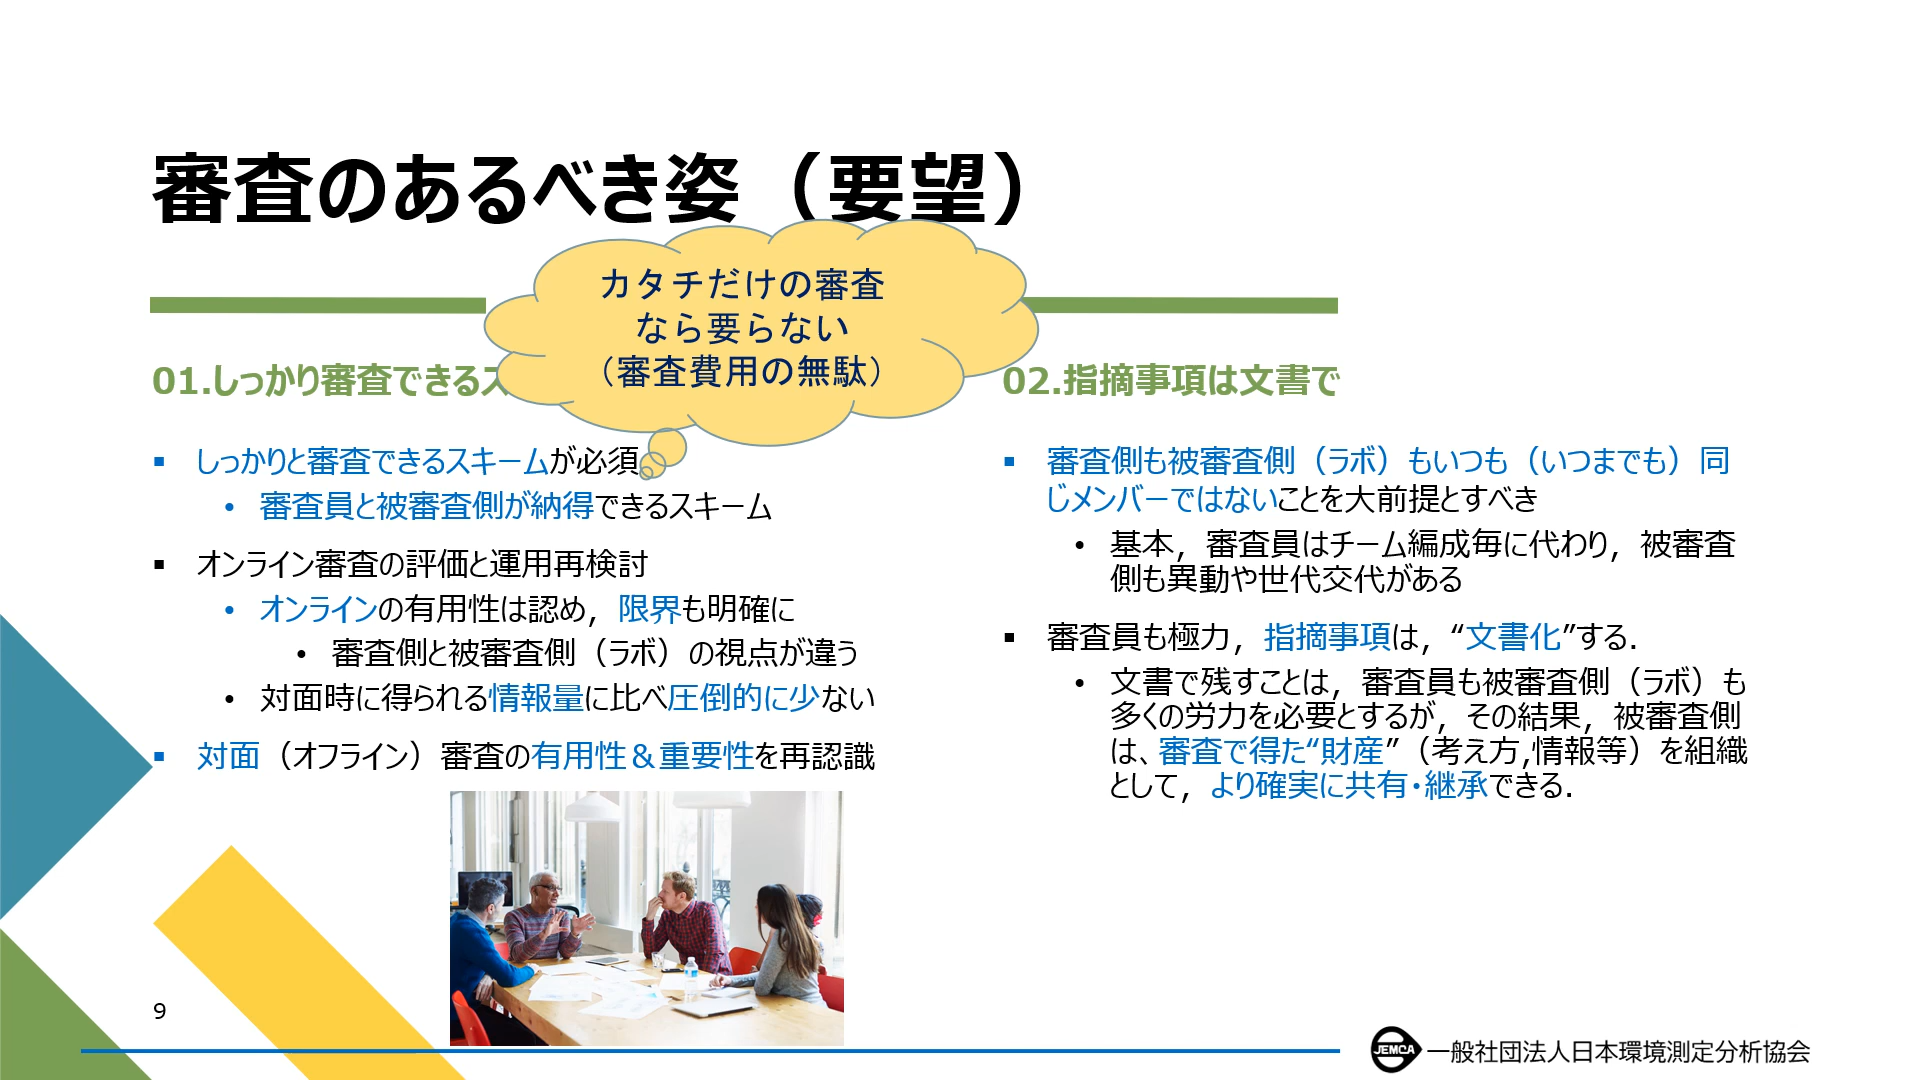 審査のあるべき姿（要望）
カタチだけの審査
なら要らない
（審査費用の無駄）
01.しっかり審査できるス
▪ しっかりと審査できるスキームが必須
• 審査員と被審査側が納得できるスキーム
▪ オンライン審査の評価と運用再検討
• オンラインの有用性は認め，限界も明確に
• 審査側と被審査側（ラボ）の視点が違う
• 対面時に得られる情報量に比べ圧倒的に少ない
▪ 対面（オフライン）審査の有用性＆重要性を再認識
02.指摘事項は文書で
▪ 審査側も被審査側（ラボ）もいつも（いつまでも）同
じメンバーではないことを大前提とすべき
• 基本，審査員はチーム編成毎に代わり，被審査
側も異動や世代交代がある
▪ 審査員も極力，指摘事項は，“文書化”する．
• 文書で残すことは，審査員も被審査側（ラボ）も
多くの労力を必要とするが，その結果，被審査側
は、審査で得た“財産”（考え方,情報等）を組織
として，より確実に共有・継承できる．
9
JEMCA 一般社団法人日本環境測定分析協会